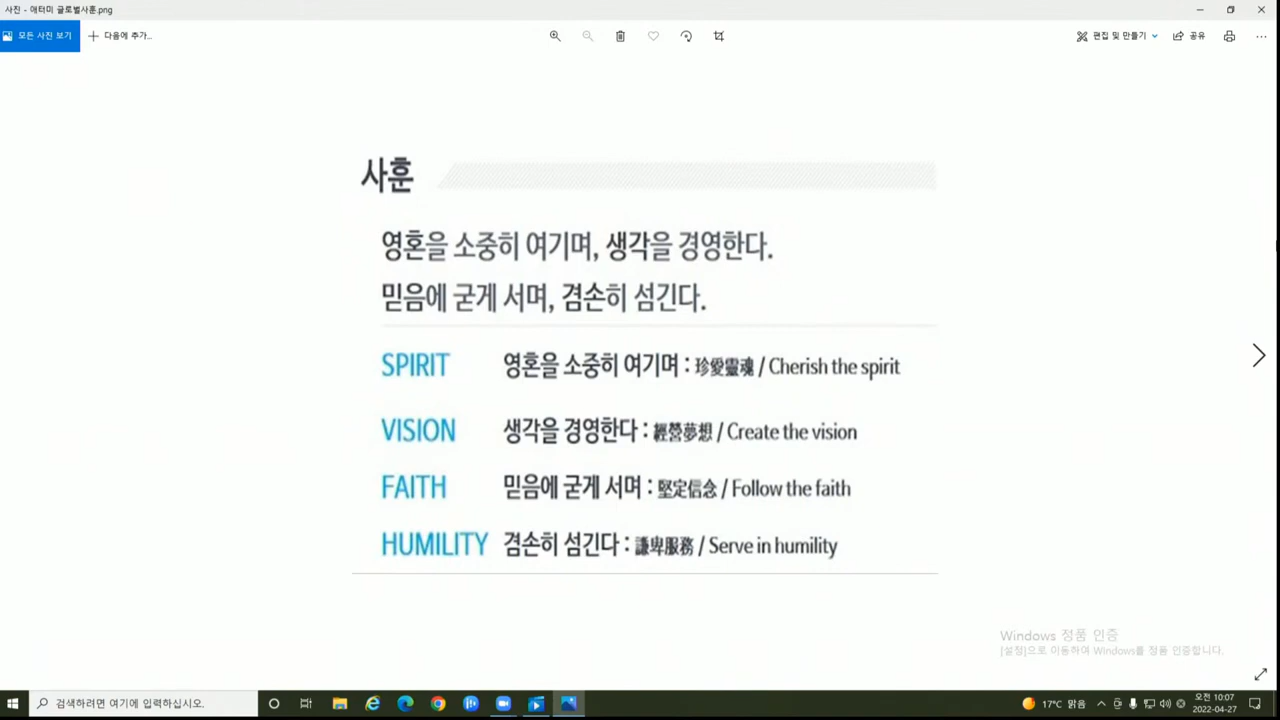 사진 - 애터미 글로벌사훈.png
모든 사진 보기 다음에 추가... 편집 및 만들기 공유
사훈
영혼을 소중히 여기며, 생각을 경영한다.
믿음에 굳게 서며, 겸손히 섬긴다.
SPIRIT 영혼을 소중히 여기며 : 珍愛靈魂 / Cherish the spirit
VISION 생각을 경영한다 : 經營夢想 / Create the vision
FAITH 믿음에 굳게 서며 : 堅定信念 / Follow the faith
HUMILITY 겸손히 섬긴다 : 謙卑服務 / Serve in humility
Windows 정품 인증
[설정]으로 이동하여 Windows를 정품 인증합니다.
검색하려면 여기에 입력하십시오. 17°C 맑음 오전 10:07
2022-04-27